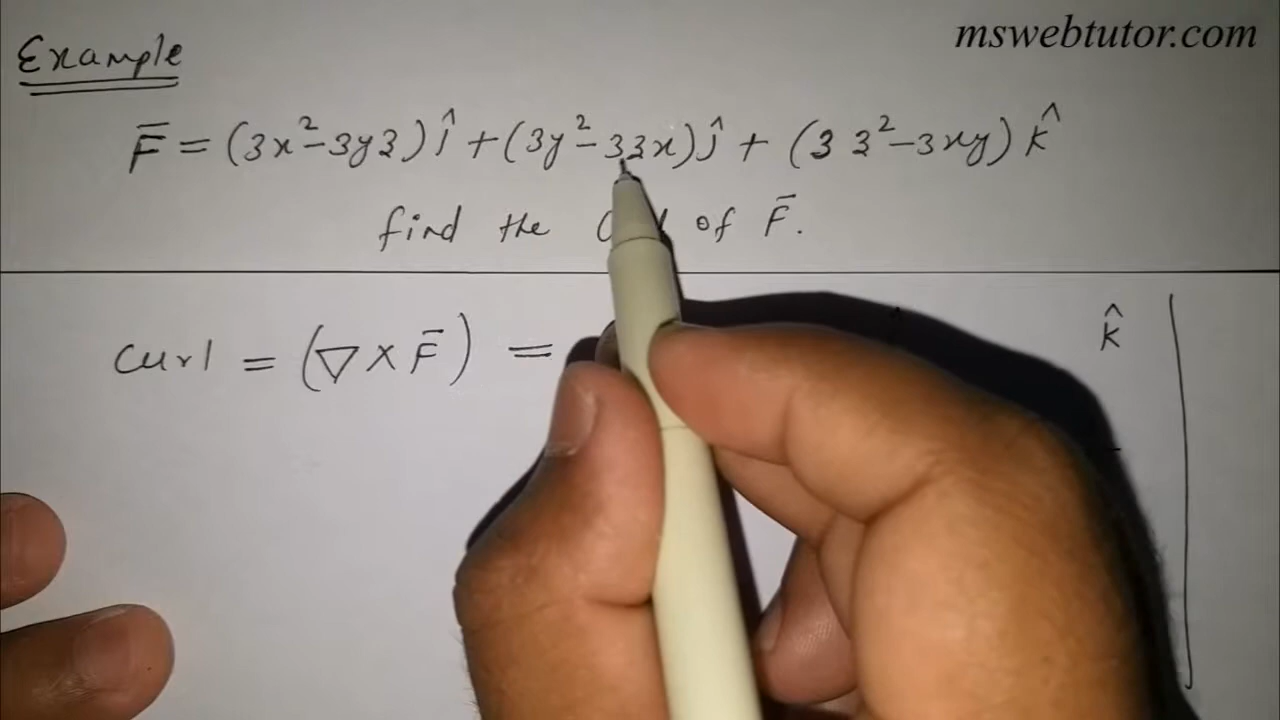 mswebtutor.com
Example
F̄ = (3x²-3yz) î + (3y²-3zx) ĵ + (3z²-3xy) k̂
find the of F̄.
Curl = (∇ × F̄) = k̂